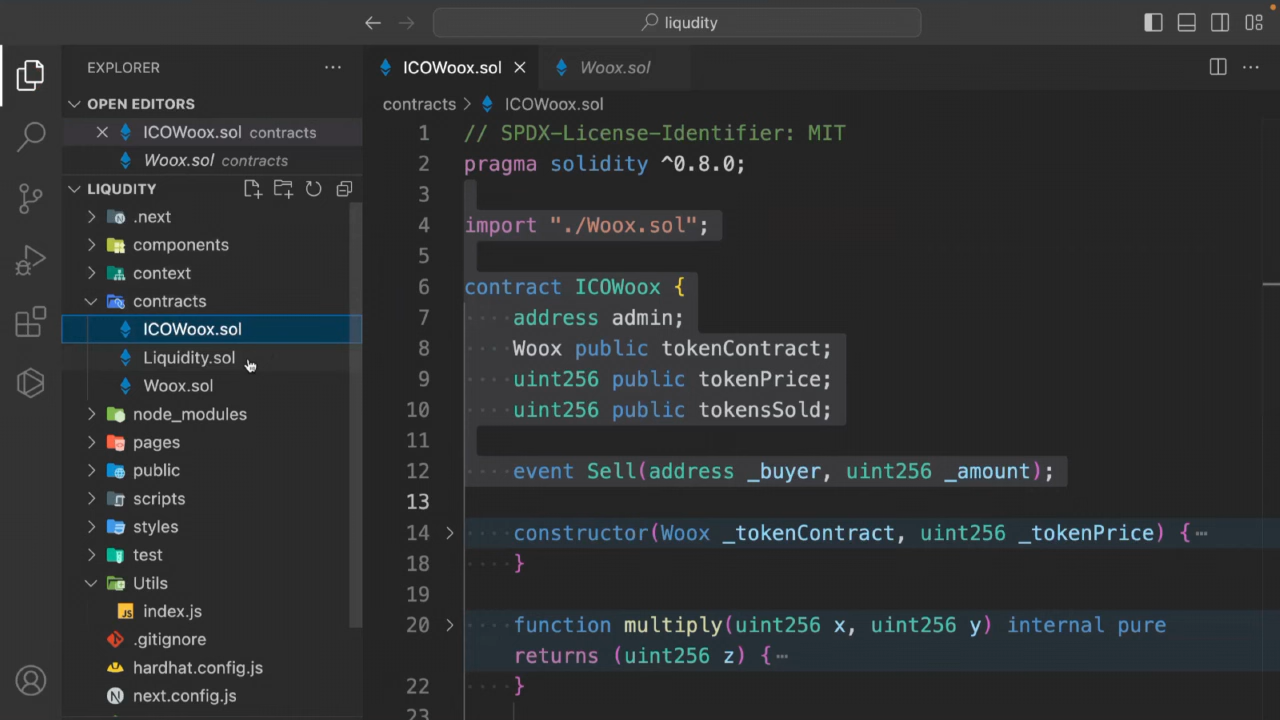 liqudity
EXPLORER
OPEN EDITORS
ICOWoox.sol contracts
Woox.sol contracts
LIQUDITY
.next
components
context
contracts
ICOWoox.sol
Liquidity.sol
Woox.sol
node_modules
pages
public
scripts
styles
test
Utils
JS index.js
.gitignore
hardhat.config.js
N next.config.js
ICOWoox.sol
Woox.sol
contracts > ICOWoox.sol
1 // SPDX-License-Identifier: MIT
2 pragma solidity ^0.8.0;
3
4 import "./Woox.sol";
5
6 contract ICOWoox {
7 address admin;
8 Woox public tokenContract;
9 uint256 public tokenPrice;
10 uint256 public tokensSold;
11
12 event Sell(address _buyer, uint256 _amount);
13
14 constructor(Woox _tokenContract, uint256 _tokenPrice) {⋯
18 }
19
20 function multiply(uint256 x, uint256 y) internal pure
returns (uint256 z) {⋯
22 }
23